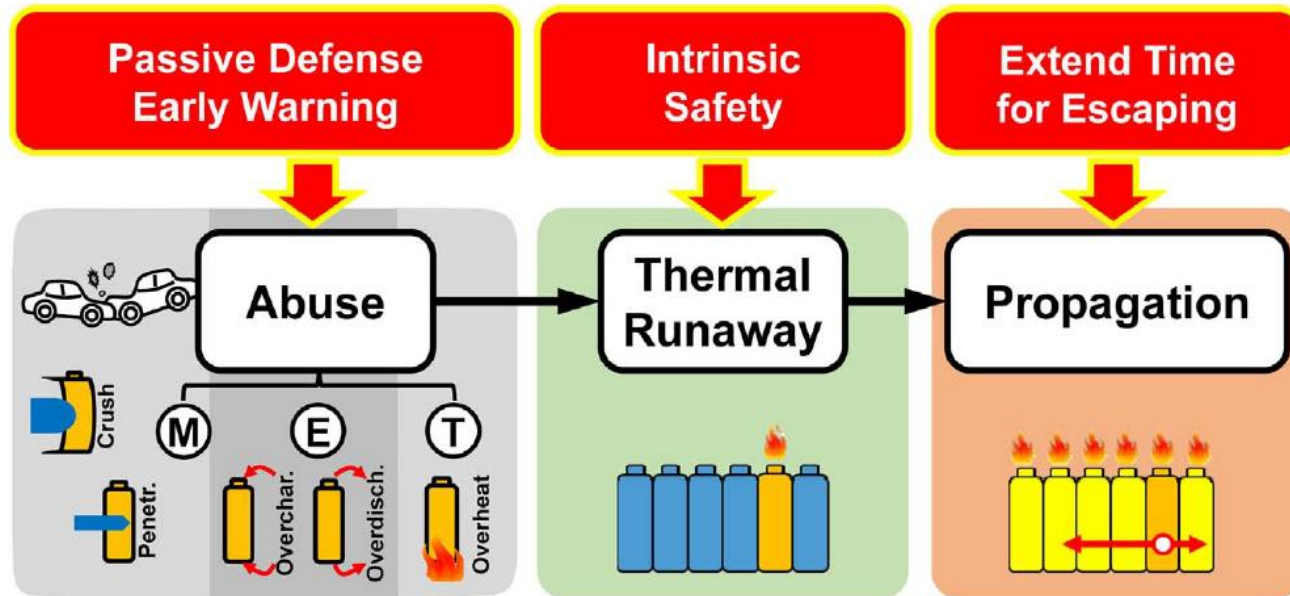 Passive Defense
Early Warning
Intrinsic
Safety
Extend Time
for Escaping
Abuse
Thermal
Runaway
Propagation
Crush
M
E
T
Penetr.
Overchar.
Overdisch.
Overheat